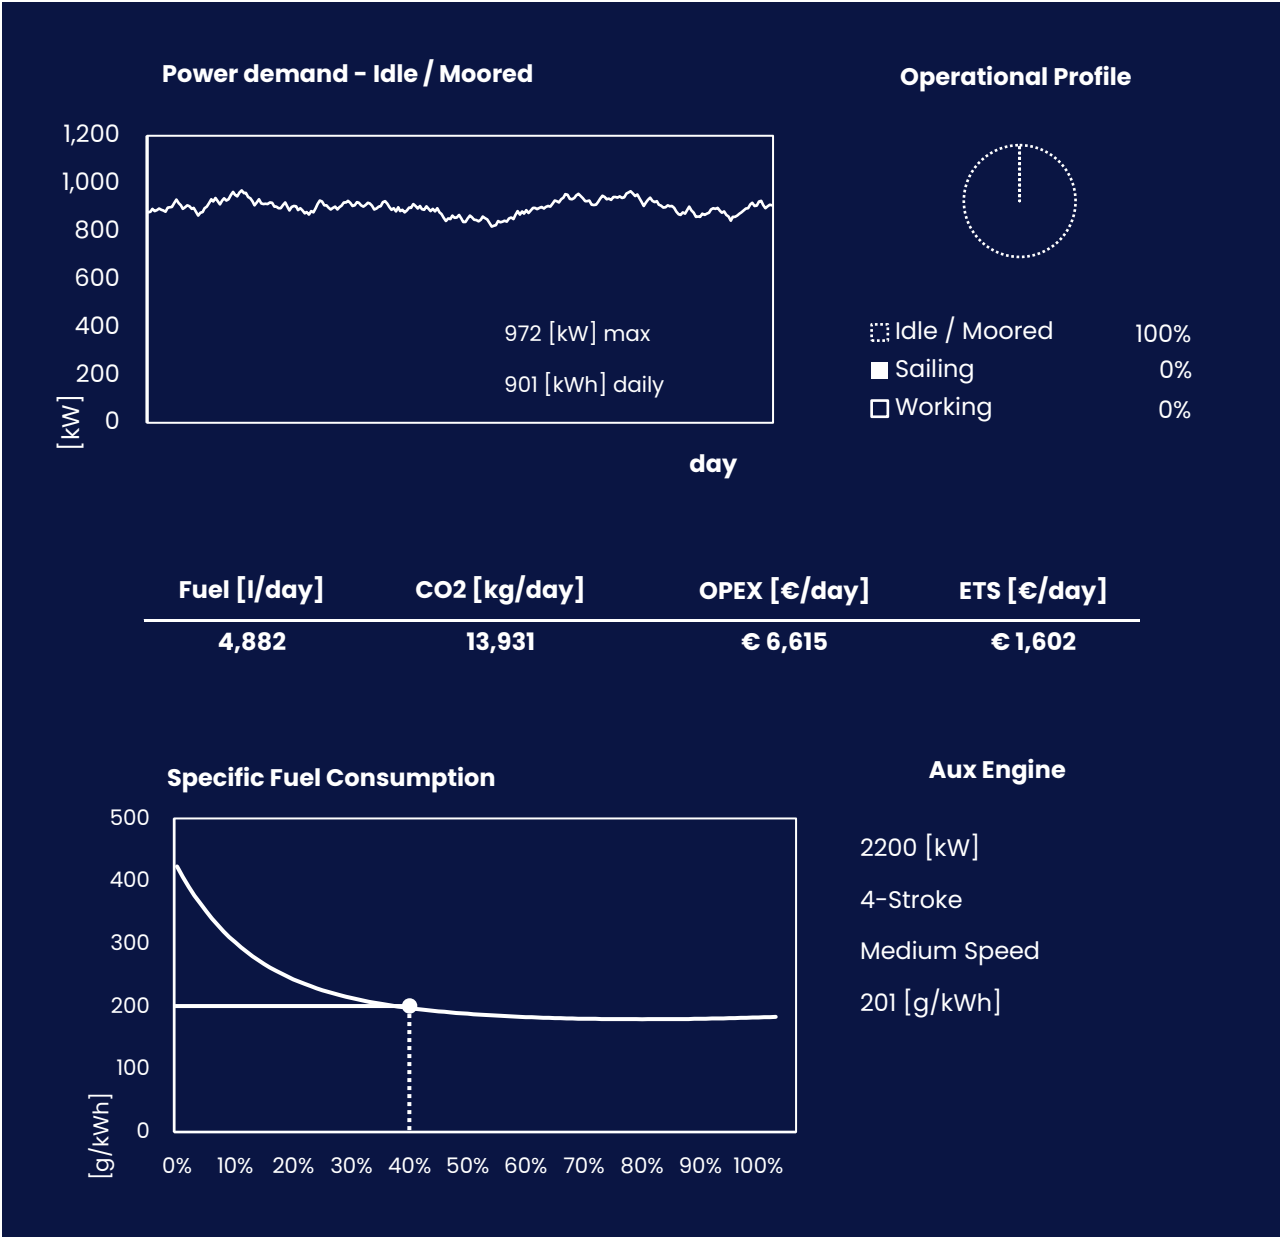 Power demand - Idle / Moored
Operational Profile
1,200
1,000
800
600
400
200
0
[kW]
972 [kW] max
901 [kWh] daily
day
Idle / Moored 100%
Sailing 0%
Working 0%
Fuel [l/day] CO2 [kg/day] OPEX [€/day] ETS [€/day]
4,882 13,931 € 6,615 € 1,602
Specific Fuel Consumption
Aux Engine
500
400
300
200
100
0
[g/kWh]
0% 10% 20% 30% 40% 50% 60% 70% 80% 90% 100%
2200 [kW]
4-Stroke
Medium Speed
201 [g/kWh]